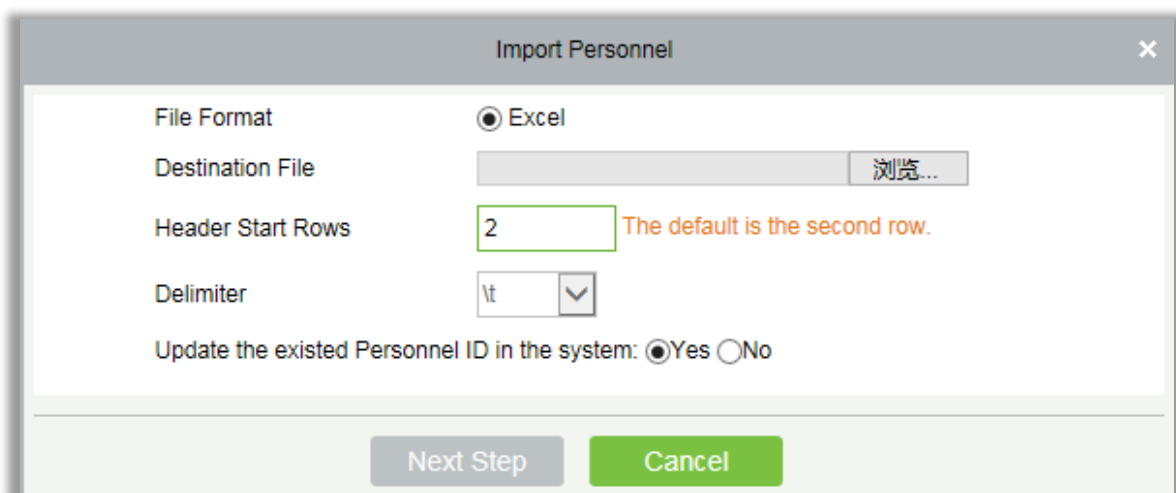 Import Personnel ×
File Format Excel
Destination File 浏览...
Header Start Rows 2 The default is the second row.
Delimiter \t
Update the existed Personnel ID in the system: Yes No
Next Step Cancel